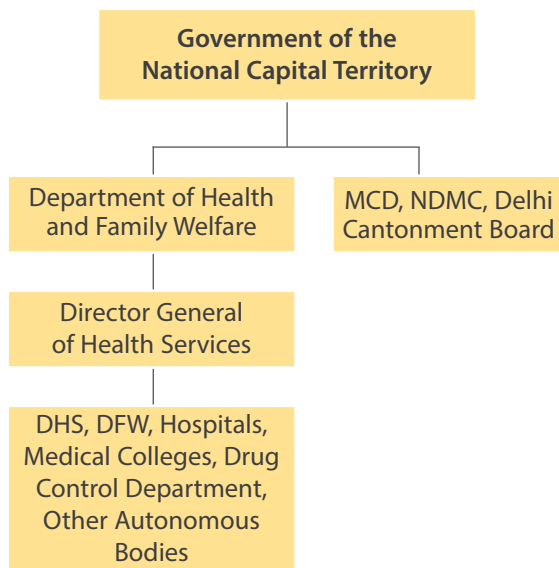 Government of the
National Capital Territory
Department of Health
and Family Welfare
MCD, NDMC, Delhi
Cantonment Board
Director General
of Health Services
DHS, DFW, Hospitals,
Medical Colleges, Drug
Control Department,
Other Autonomous
Bodies